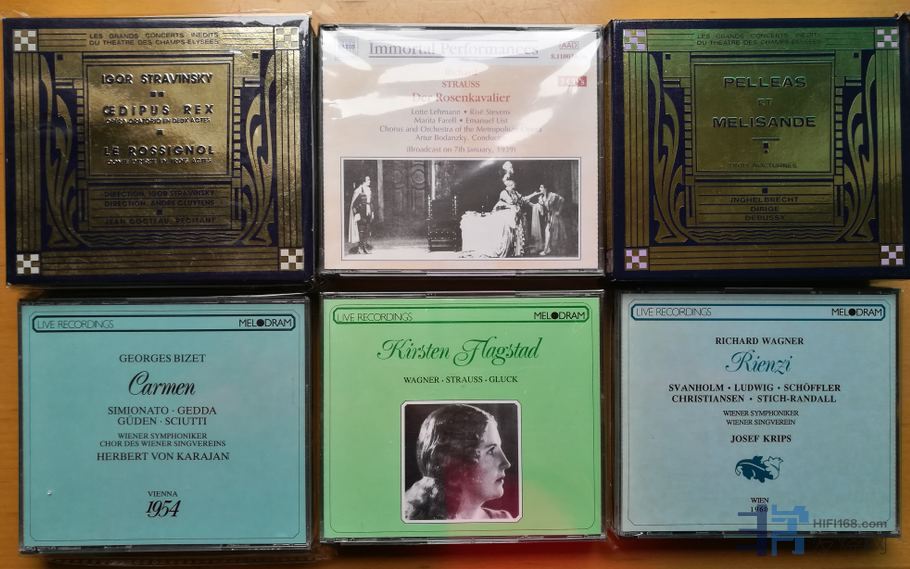 LES GRANDS CONCERTS INEDITS
DU THEATRE DES CHAMPS-ELYSEES
IGOR STRAVINSKY
ŒDIPUS REX
OPERA-ORATORIO EN DEUX ACTES
LE ROSSIGNOL
DIRECTION, IGOR STRAVINSKY
DIRECTION, ANDRE CLUYTENS
JEAN COCTEAU, RECITANT
Immortal Performances
AAD
STRAUSS
Der Rosenkavalier
Lotte Lehmann • Risë Stevens
Marita Farell • Emanuel List
Chorus and Orchestra of the Metropolitan Opera
Artur Bodanzky, Conductor
(Broadcast on 7th January, 1939)
LES GRANDS CONCERTS INEDITS
DU THEATRE DES CHAMPS-ELYSEES
PELLEAS
ET
MELISANDE
TROIS NOCTURNES
INGHELBRECHT
DIRIGE
DEBUSSY
LIVE RECORDINGS
MELODRAM
GEORGES BIZET
Carmen
SIMIONATO · GEDDA
GÜDEN · SCIUTTI
WIENER SYMPHONIKER
CHOR DES WIENER SINGVEREINS
HERBERT VON KARAJAN
VIENNA
1954
LIVE RECORDINGS
MELODRAM
Kirsten Flagstad
WAGNER · STRAUSS · GLUCK
LIVE RECORDINGS
MELODRAM
RICHARD WAGNER
Rienzi
SVANHOLM • LUDWIG • SCHÖFFLER
CHRISTIANSEN • STICH-RANDALL
WIENER SYMPHONIKER
WIENER SINGVEREIN
JOSEF KRIPS
WIEN
1960
HIFI168.com